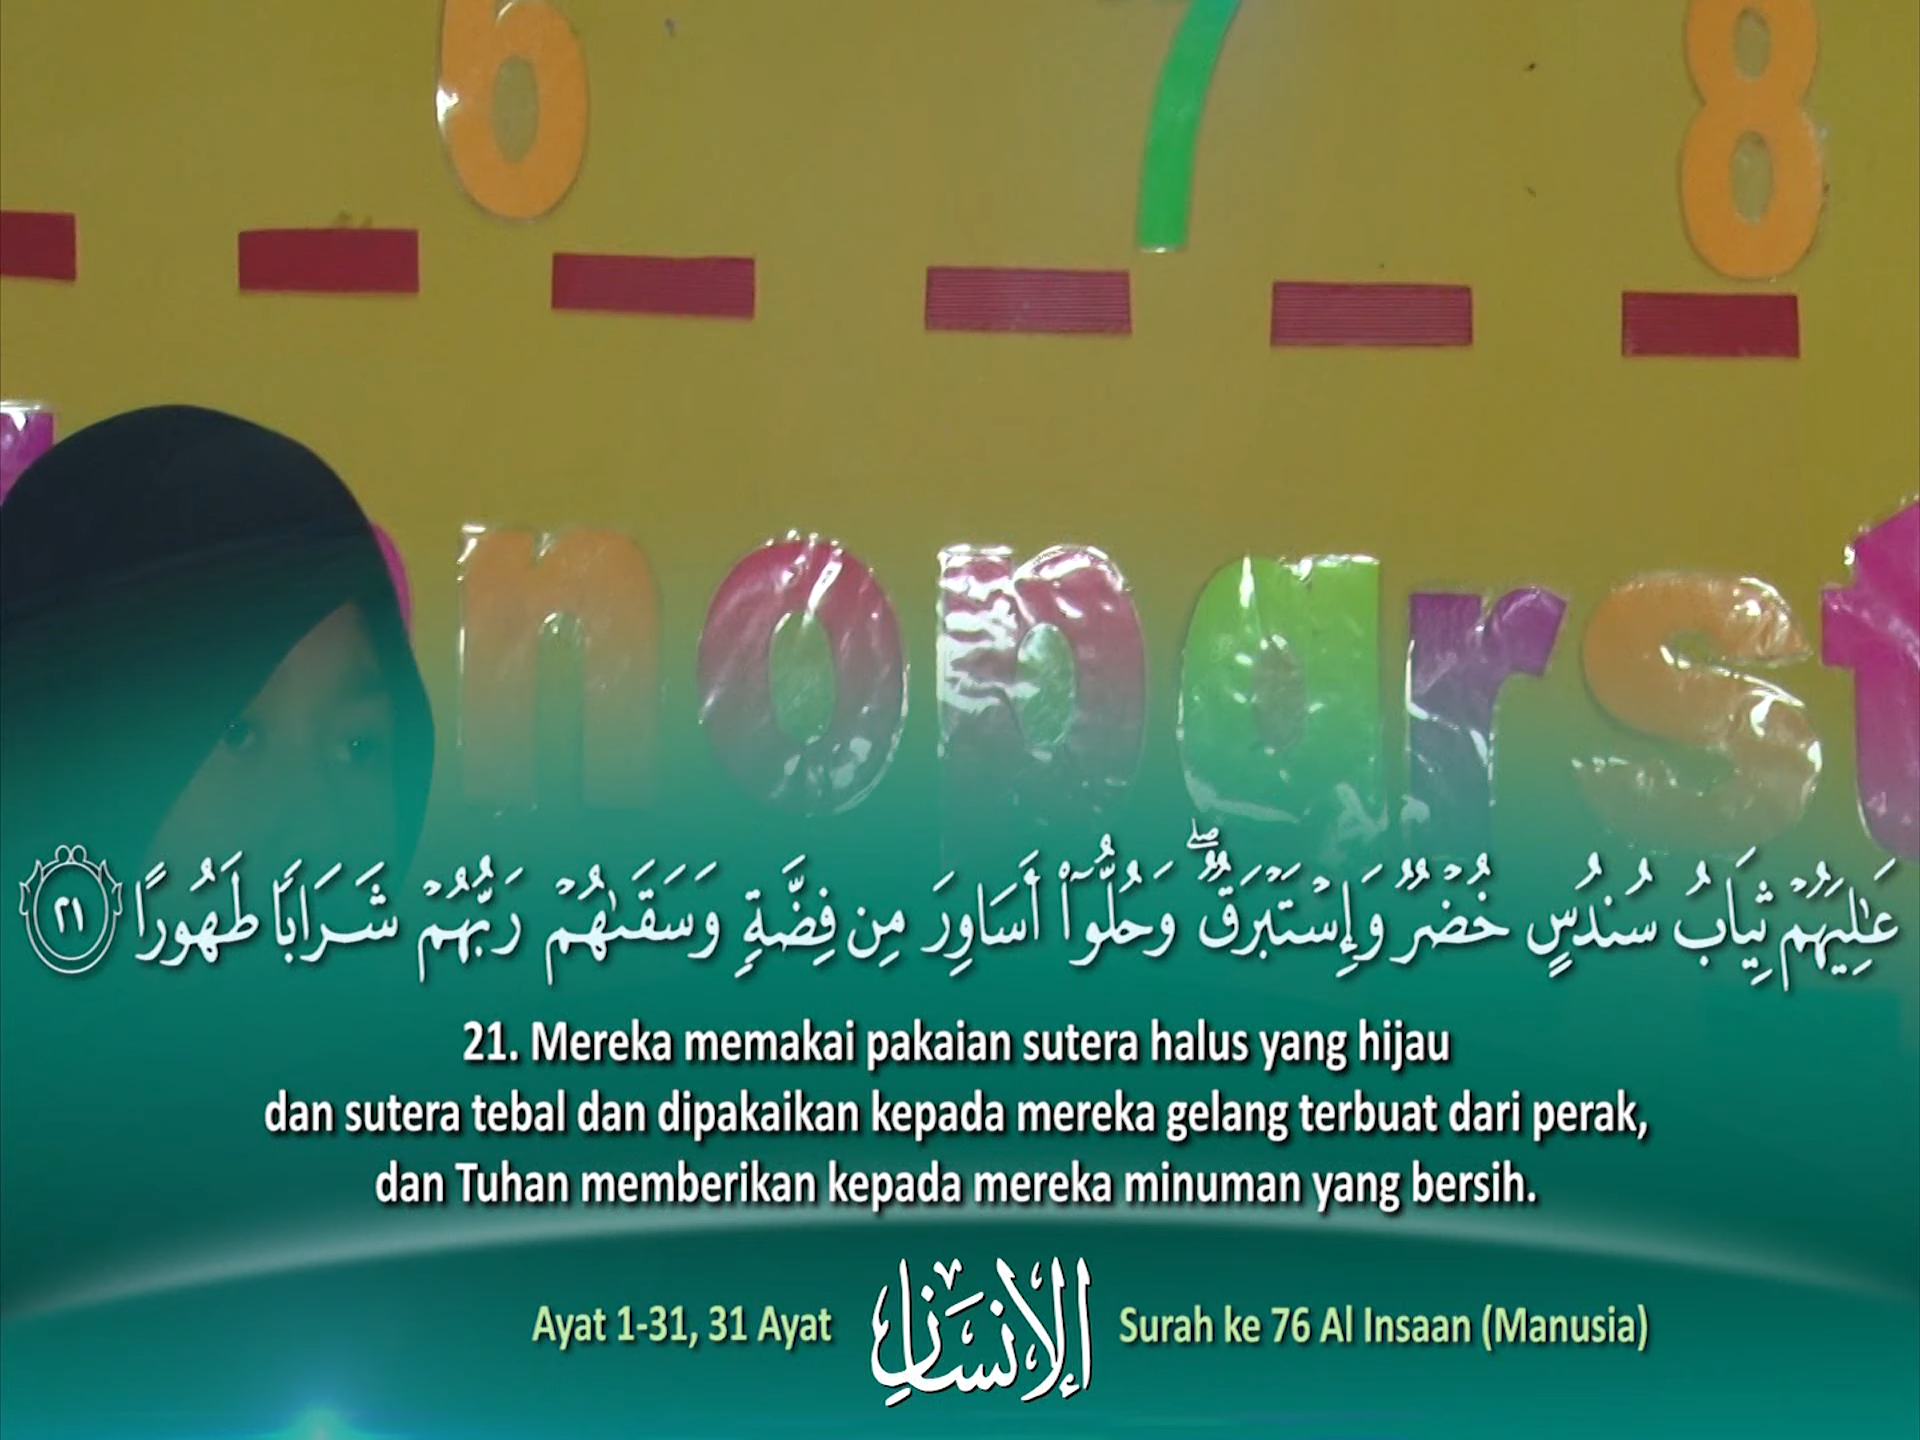 6 7 8
n o p q r s t
عَٰلِيَهُمۡ ثِيَابُ سُندُسٍ خُضۡرٞ وَإِسۡتَبۡرَقٞۖ وَحُلُّوٓاْ أَسَاوِرَ مِن فِضَّةٖ وَسَقَىٰهُمۡ رَبُّهُمۡ شَرَابٗا طَهُورًا ٢١
21. Mereka memakai pakaian sutera halus yang hijau
dan sutera tebal dan dipakaikan kepada mereka gelang terbuat dari perak,
dan Tuhan memberikan kepada mereka minuman yang bersih.
Ayat 1-31, 31 Ayat
الإنسَانِ
Surah ke 76 Al Insaan (Manusia)